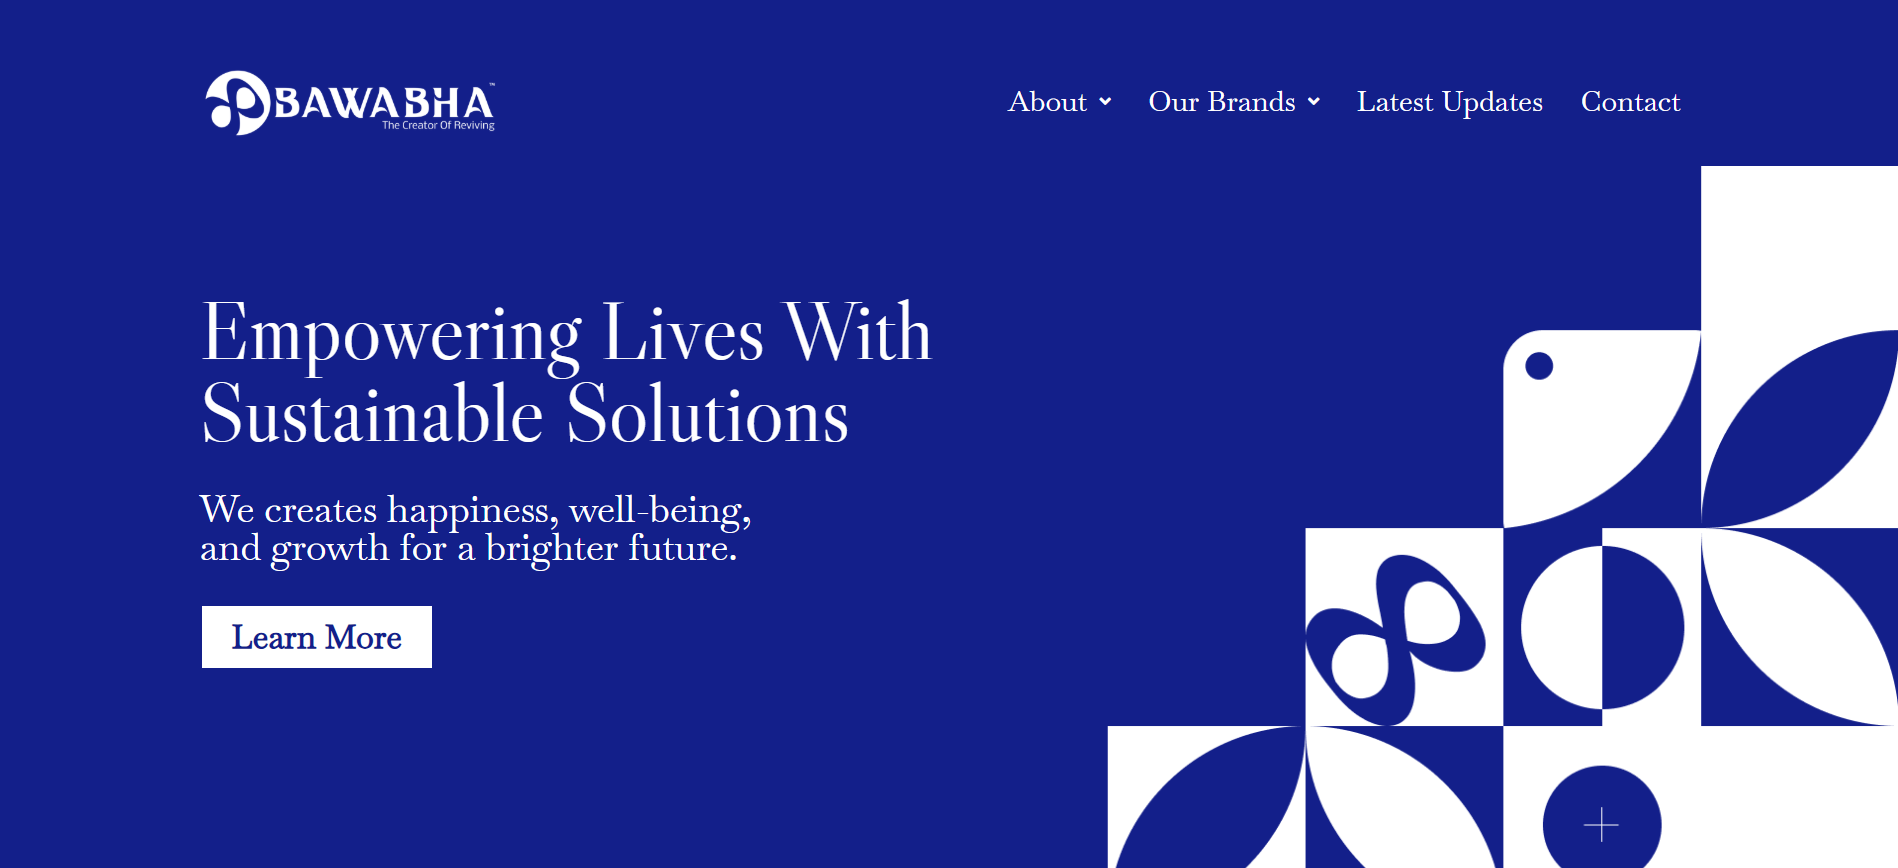 BAWABHA™
The Creator Of Reviving
About
Our Brands
Latest Updates
Contact
Empowering Lives With
Sustainable Solutions
We creates happiness, well-being,
and growth for a brighter future.
Learn More